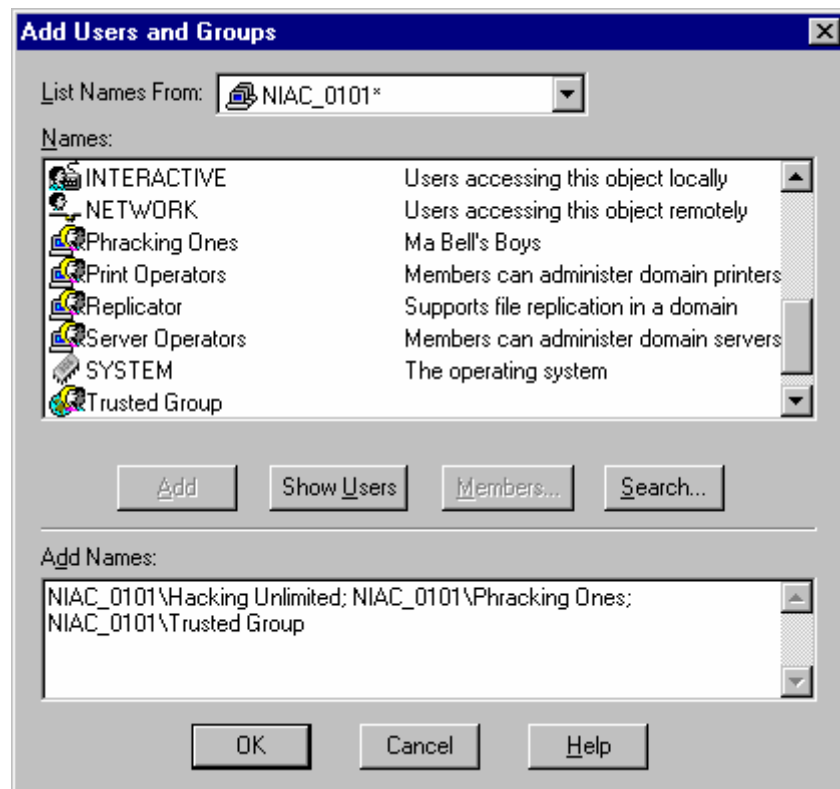 Add Users and Groups
List Names From: NIAC_0101*
Names:
INTERACTIVE Users accessing this object locally
NETWORK Users accessing this object remotely
Phracking Ones Ma Bell's Boys
Print Operators Members can administer domain printers
Replicator Supports file replication in a domain
Server Operators Members can administer domain servers
SYSTEM The operating system
Trusted Group
Add Show Users Members... Search...
Add Names:
NIAC_0101\Hacking Unlimited; NIAC_0101\Phracking Ones;
NIAC_0101\Trusted Group
OK Cancel Help